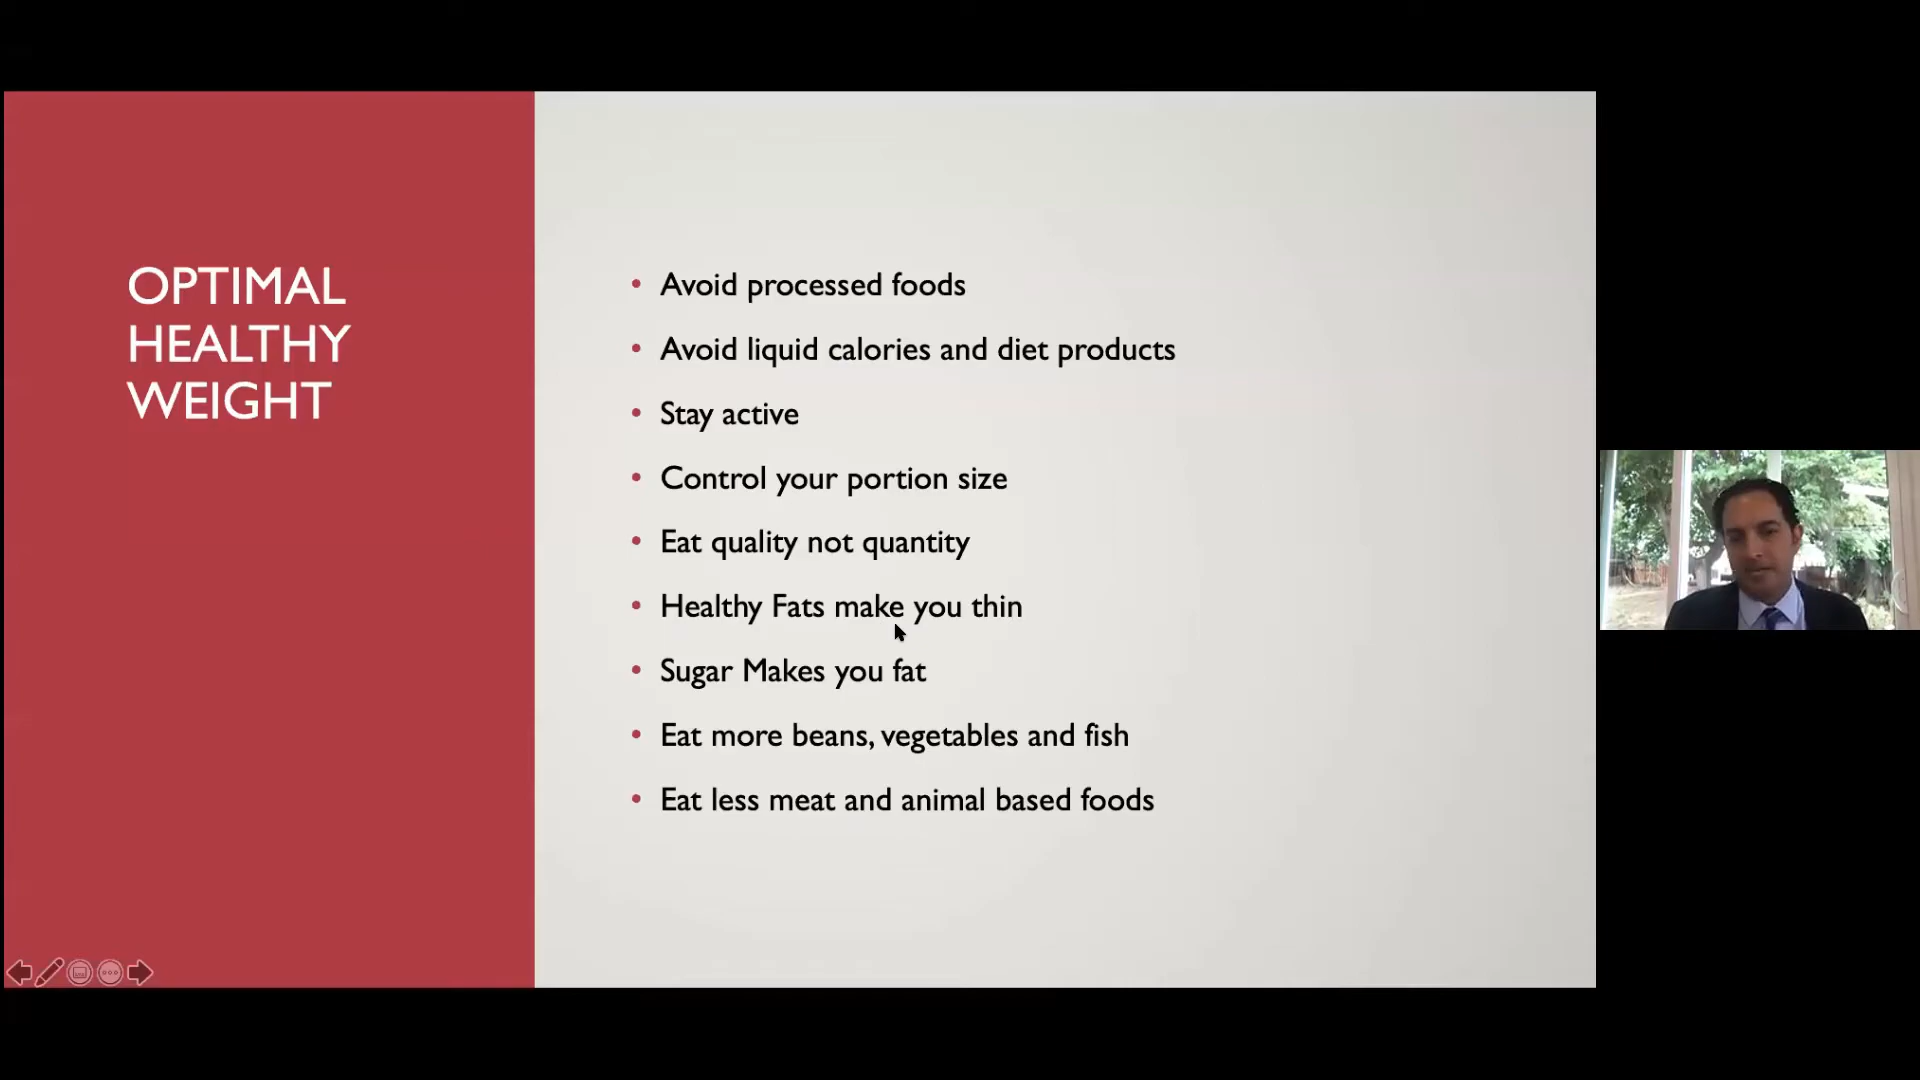 OPTIMAL
HEALTHY
WEIGHT
• Avoid processed foods
• Avoid liquid calories and diet products
• Stay active
• Control your portion size
• Eat quality not quantity
• Healthy Fats make you thin
• Sugar Makes you fat
• Eat more beans, vegetables and fish
• Eat less meat and animal based foods